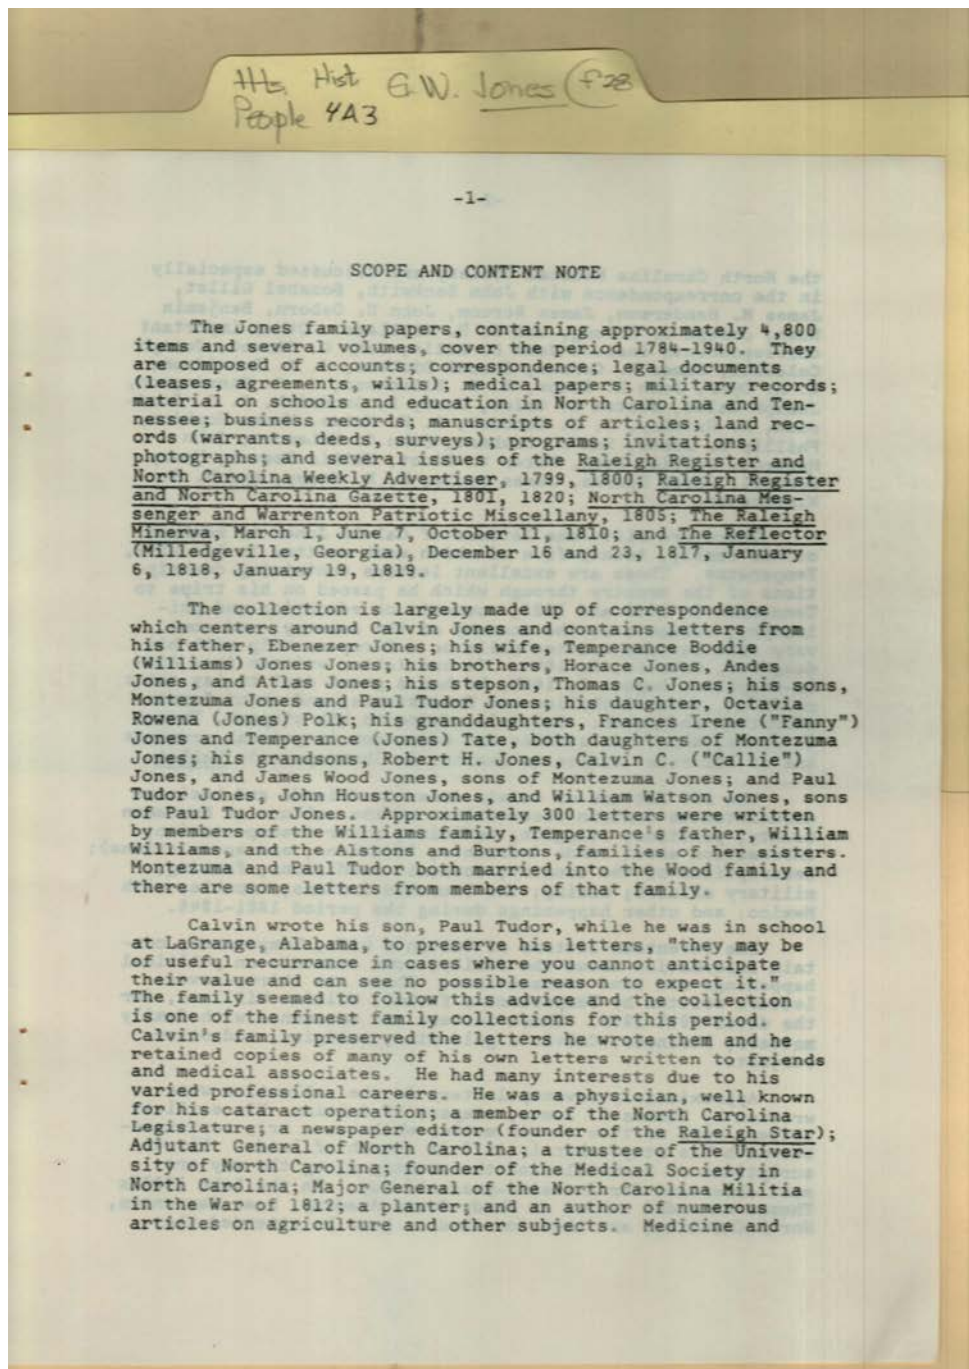 Hts. Hist G.W. Jones f28
People 4A3
-1-
SCOPE AND CONTENT NOTE
The Jones family papers, containing approximately 4,800
items and several volumes, cover the period 1784-1940. They
are composed of accounts; correspondence; legal documents
(leases, agreements, wills); medical papers; military records;
material on schools and education in North Carolina and Ten-
nessee; business records; manuscripts of articles; land rec-
ords (warrants, deeds, surveys); programs; invitations;
photographs; and several issues of the Raleigh Register and
North Carolina Weekly Advertiser, 1799, 1800; Raleigh Register
and North Carolina Gazette, 1801, 1820; North Carolina Mes-
senger and Warrenton Patriotic Miscellany, 1805; The Raleigh
Minerva, March 1, June 7, October 11, 1810; and The Reflector
(Milledgeville, Georgia), December 16 and 23, 1817, January
6, 1818, January 19, 1819.
The collection is largely made up of correspondence
which centers around Calvin Jones and contains letters from
his father, Ebenezer Jones; his wife, Temperance Boddie
(Williams) Jones Jones; his brothers, Horace Jones, Andes
Jones, and Atlas Jones; his stepson, Thomas C. Jones; his sons,
Montezuma Jones and Paul Tudor Jones; his daughter, Octavia
Rowena (Jones) Polk; his granddaughters, Frances Irene ("Fanny")
Jones and Temperance (Jones) Tate, both daughters of Montezuma
Jones; his grandsons, Robert H. Jones, Calvin C. ("Callie")
Jones, and James Wood Jones, sons of Montezuma Jones; and Paul
Tudor Jones, John Houston Jones, and William Watson Jones, sons
of Paul Tudor Jones. Approximately 300 letters were written
by members of the Williams family, Temperance's father, William
Williams, and the Alstons and Burtons, families of her sisters.
Montezuma and Paul Tudor both married into the Wood family and
there are some letters from members of that family.
Calvin wrote his son, Paul Tudor, while he was in school
at LaGrange, Alabama, to preserve his letters, "they may be
of useful recurrance in cases where you cannot anticipate
their value and can see no possible reason to expect it."
The family seemed to follow this advice and the collection
is one of the finest family collections for this period.
Calvin's family preserved the letters he wrote them and he
retained copies of many of his own letters written to friends
and medical associates. He had many interests due to his
varied professional careers. He was a physician, well known
for his cataract operation; a member of the North Carolina
Legislature; a newspaper editor (founder of the Raleigh Star);
Adjutant General of North Carolina; a trustee of the Univer-
sity of North Carolina; founder of the Medical Society in
North Carolina; Major General of the North Carolina Militia
in the War of 1812; a planter; and an author of numerous
articles on agriculture and other subjects. Medicine and